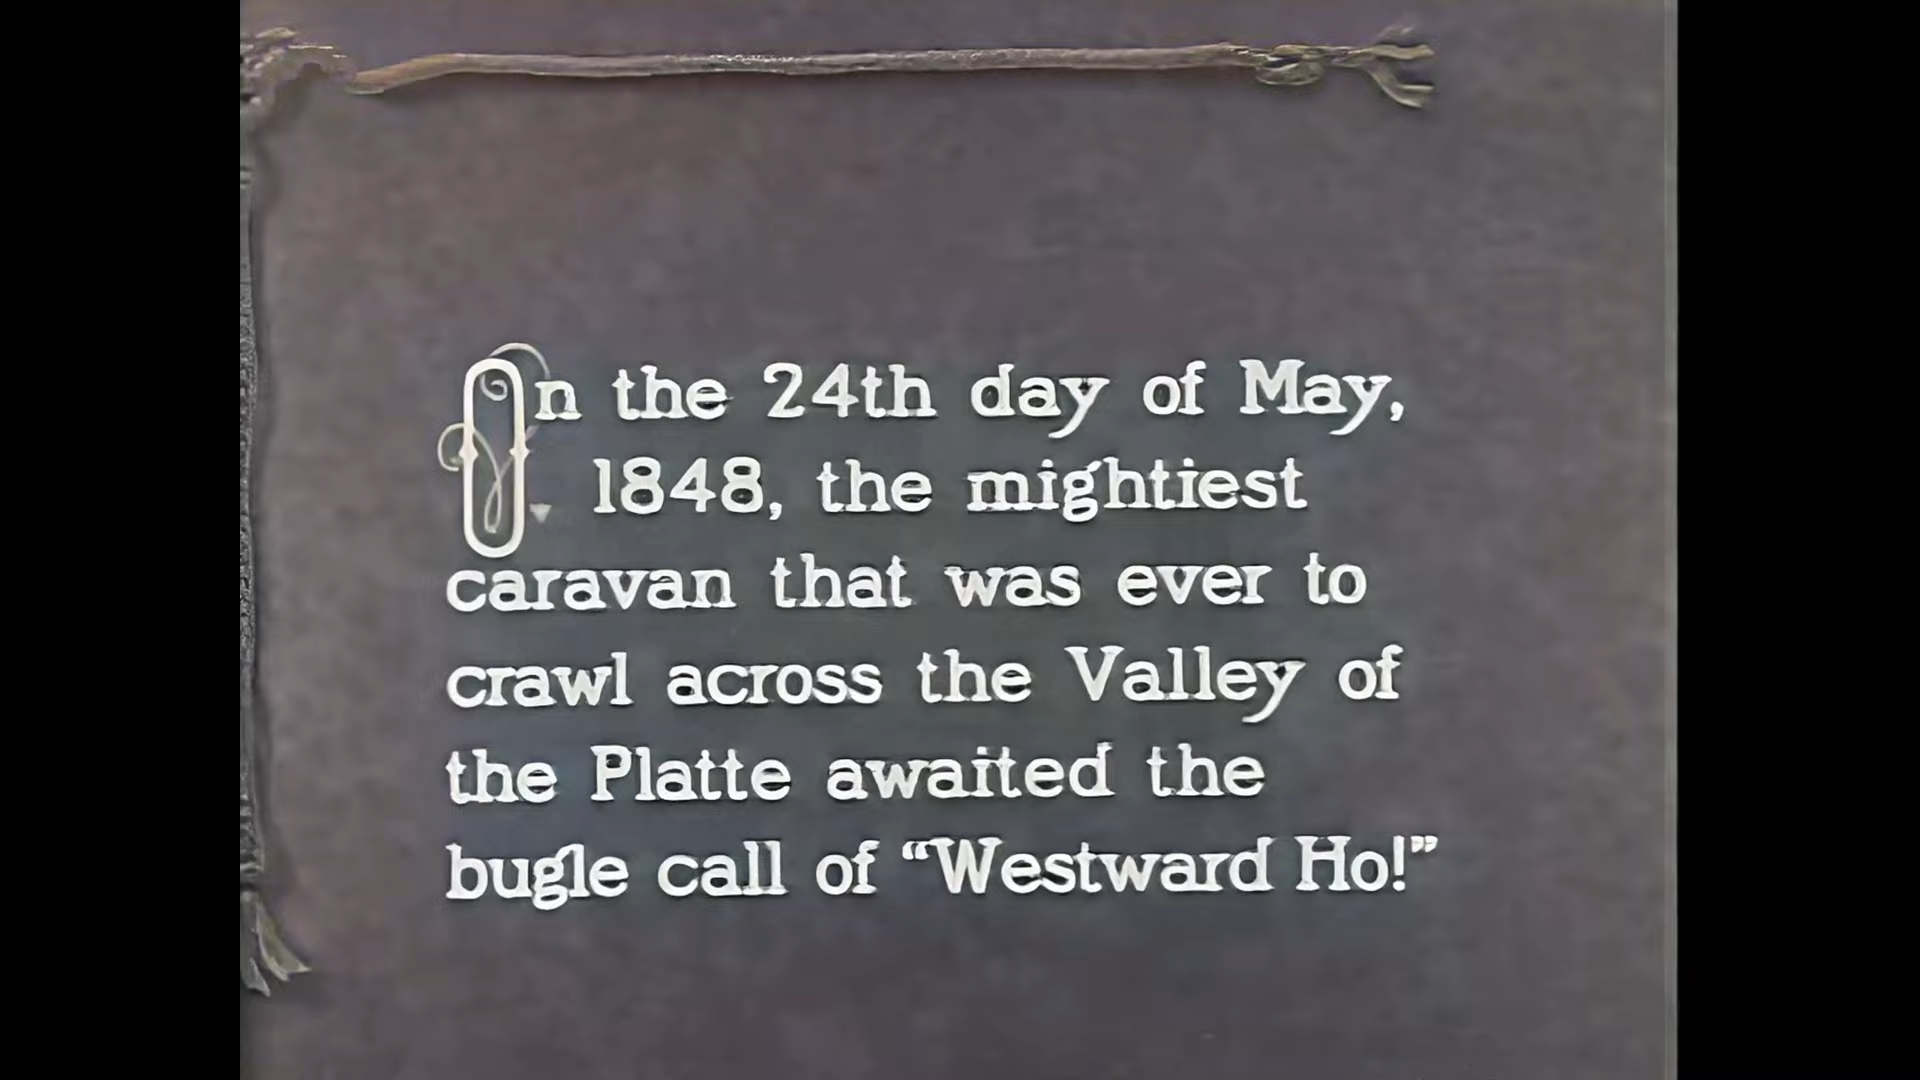 On the 24th day of May,
1848, the mightiest
caravan that was ever to
crawl across the Valley of
the Platte awaited the
bugle call of “Westward Ho!”